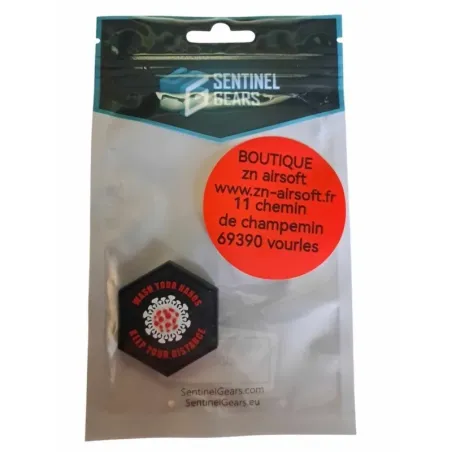 SENTINEL
GEARS
BOUTIQUE
zn airsoft
www.zn-airsoft.fr
11 chemin
de champemin
69390 vourles
WASH YOUR HANDS
KEEP YOUR DISTANCE
SentinelGears.com
SentinelGears.eu